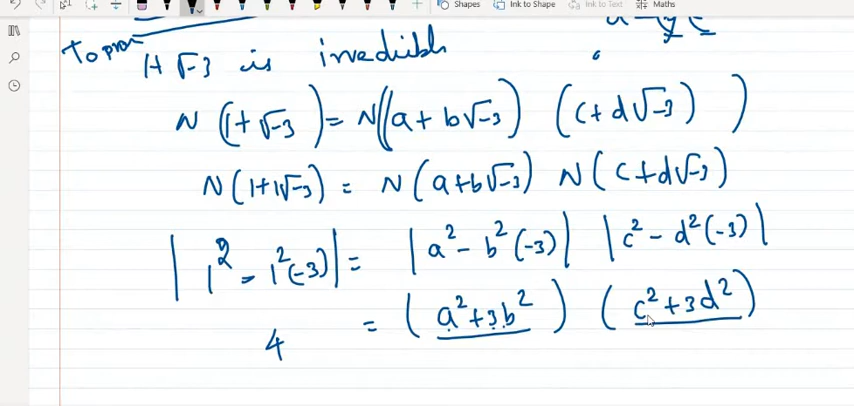 Shapes Ink to Shape Ink to Text Maths
To prove
1+√-3 is irreducible
N (1+√-3) = N((a+b√-3) (c+d√-3))
N(1+1√-3) = N(a+b√-3) N(c+d√-3)
|1² - 1²(-3)| = |a² - b²(-3)| |c² - d²(-3)|
4 = (a²+3b²) (c²+3d²)